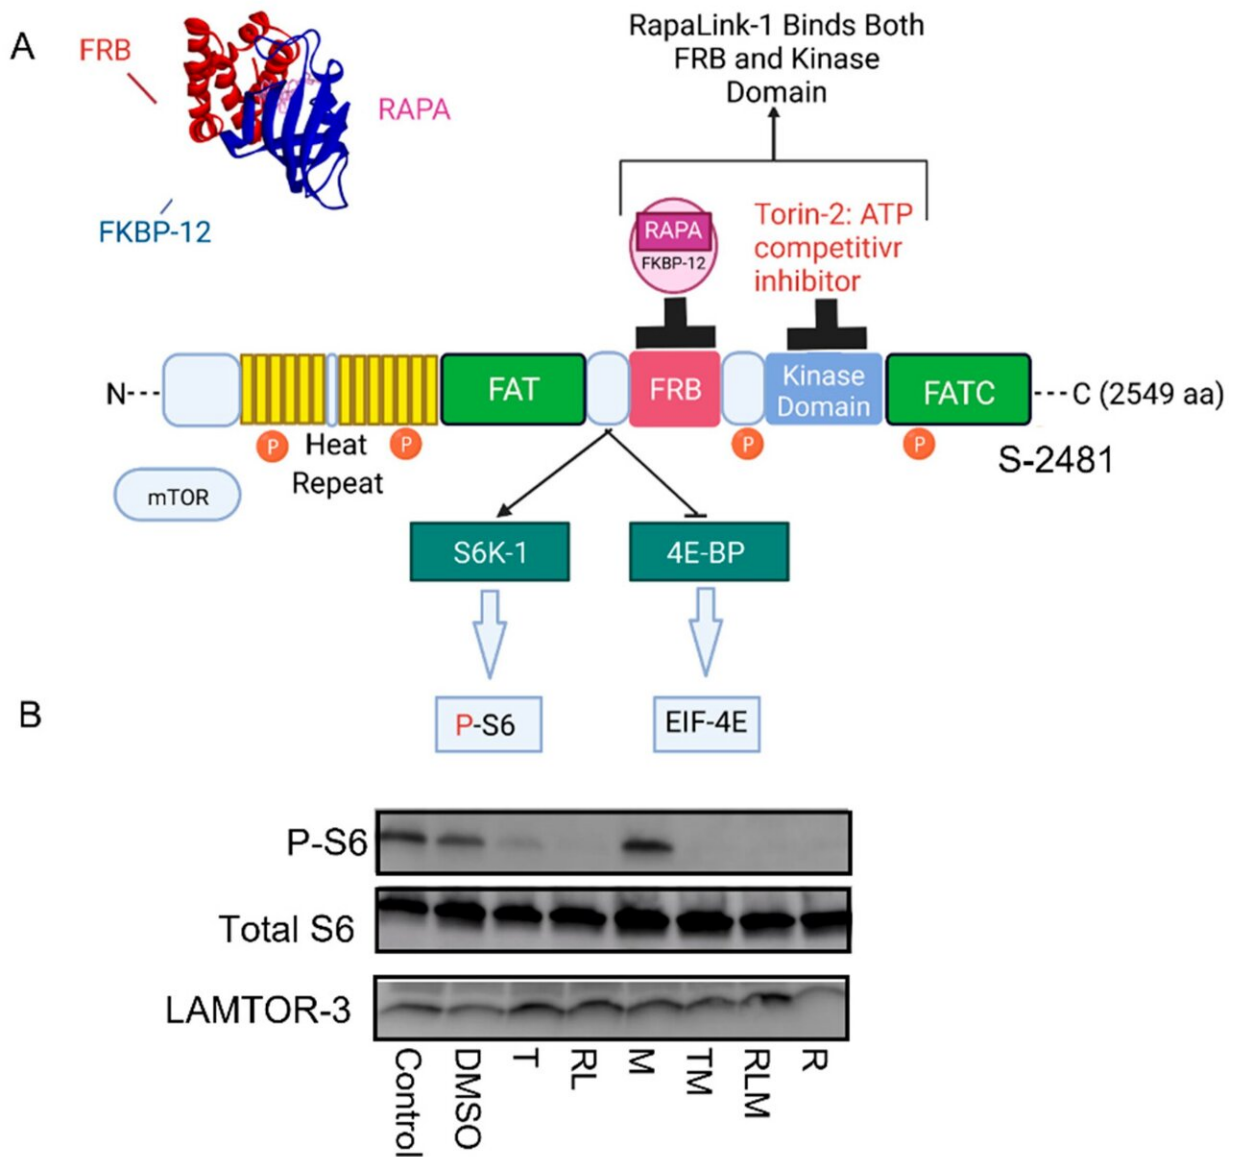 A
FRB
RAPA
FKBP-12
RapaLink-1 Binds Both
FRB and Kinase
Domain
RAPA
FKBP-12
Torin-2: ATP
competitivr
inhibitor
N---
FAT
FRB
Kinase
Domain
FATC
---C (2549 aa)
P
Heat
Repeat
P
P
P
S-2481
mTOR
S6K-1
4E-BP
P-S6
EIF-4E
B
P-S6
Total S6
LAMTOR-3
Control
DMSO
T
RL
M
TM
RLM
R